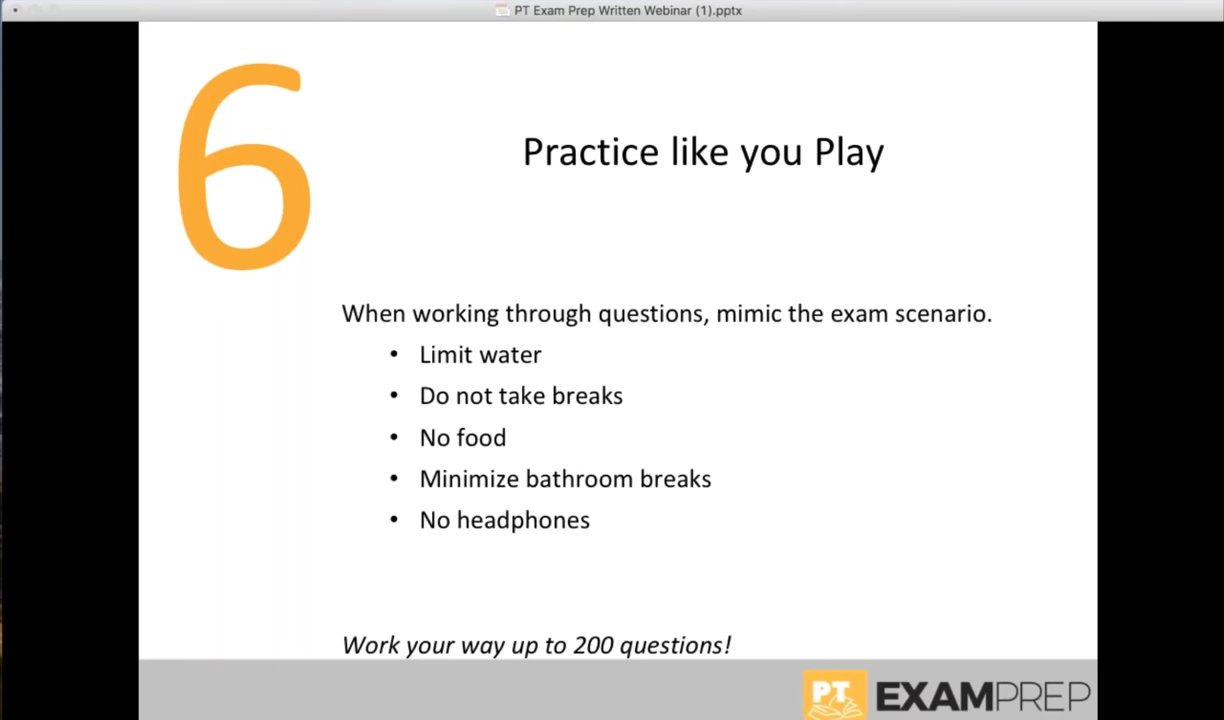 PT Exam Prep Written Webinar (1).pptx
6
Practice like you Play
When working through questions, mimic the exam scenario.
• Limit water
• Do not take breaks
• No food
• Minimize bathroom breaks
• No headphones
Work your way up to 200 questions!
PT EXAMPREP